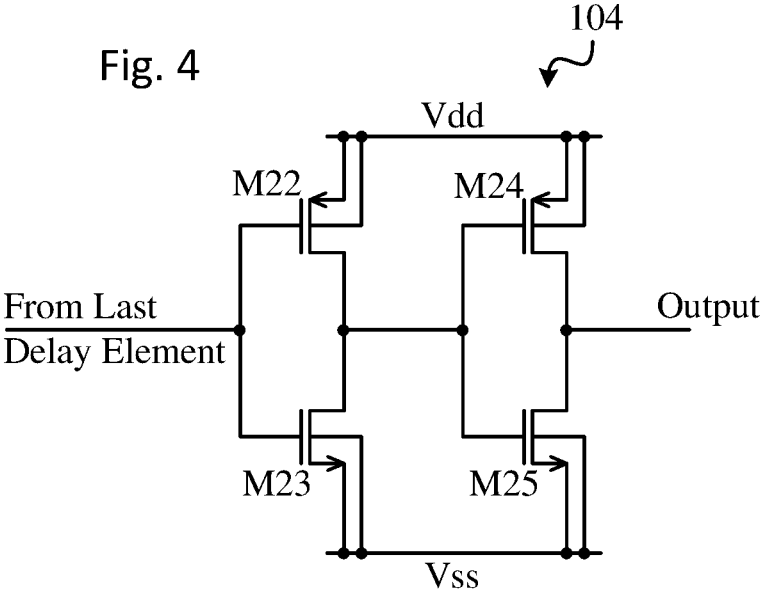 104
Fig. 4
Vdd
M22
M24
From Last
Delay Element
Output
M23
M25
Vss